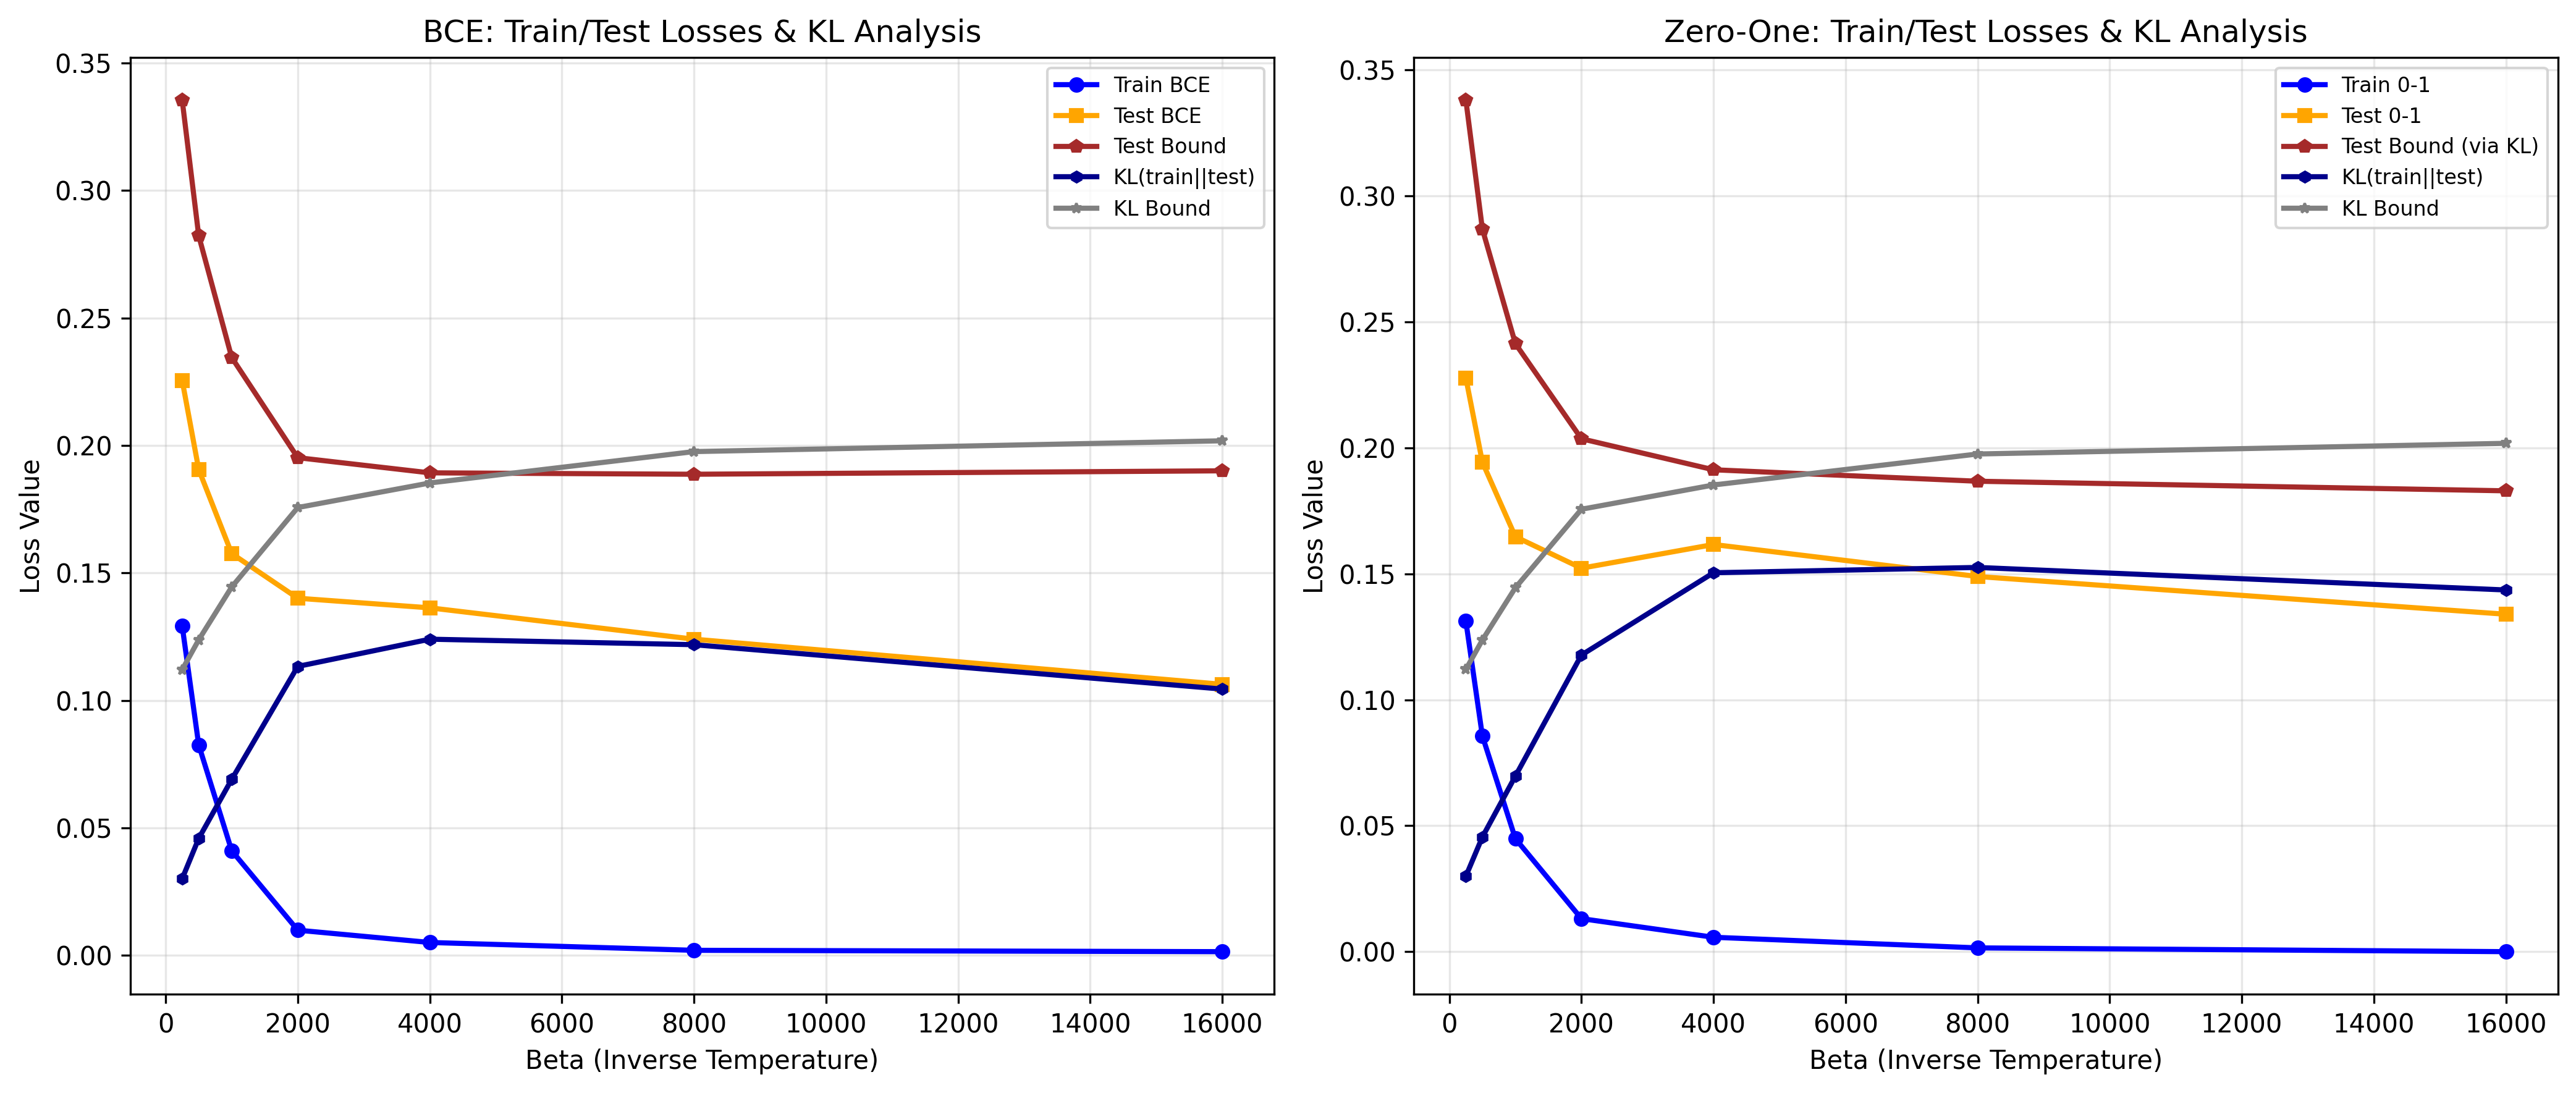 BCE: Train/Test Losses & KL Analysis
Loss Value
0.35
0.30
0.25
0.20
0.15
0.10
0.05
0.00
Train BCE
Test BCE
Test Bound
KL(train||test)
KL Bound
0 2000 4000 6000 8000 10000 12000 14000 16000
Beta (Inverse Temperature)
Zero-One: Train/Test Losses & KL Analysis
Loss Value
0.35
0.30
0.25
0.20
0.15
0.10
0.05
0.00
Train 0-1
Test 0-1
Test Bound (via KL)
KL(train||test)
KL Bound
0 2000 4000 6000 8000 10000 12000 14000 16000
Beta (Inverse Temperature)